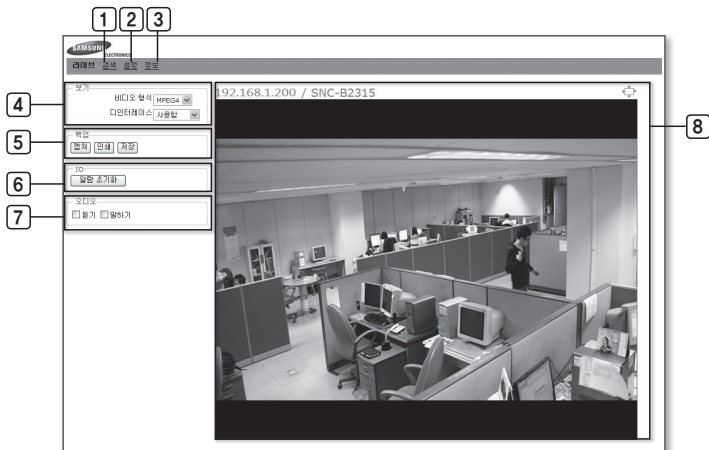 1 2 3
SAMSUNG
ELECTRONICS
라이브 검색 설정 정보
보기
비디오 형식 MPEG4
디인터레이스 사용함
4
백업
캡쳐 인쇄 저장
5
IO
알람 초기화
6
오디오
듣기 말하기
7
192.168.1.200 / SNC-B2315
8